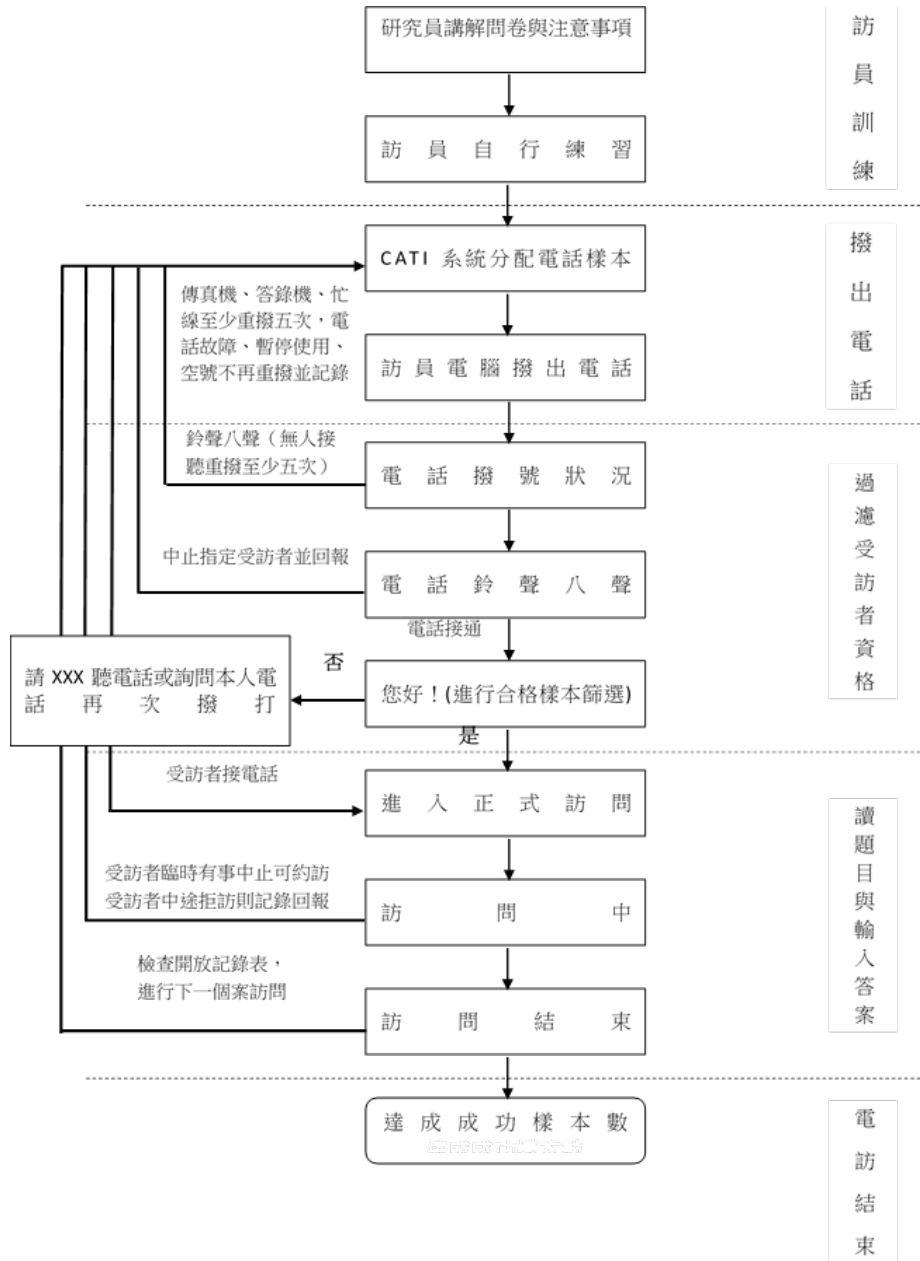 研究員講解問卷與注意事項
訪員自行練習
訪員訓練
CATI 系統分配電話樣本
傳真機、答錄機、忙
線至少重撥五次，電
話故障、暫停使用、
空號不再重撥並記錄
訪員電腦撥出電話
撥出電話
鈴聲八聲（無人接
聽重撥至少五次）
電話撥號狀況
中止指定受訪者並回報
電話鈴聲八聲
電話接通
否
請 XXX 聽電話或詢問本人電
話再次撥打
您好！(進行合格樣本篩選)
是
過濾受訪者資格
受訪者接電話
進入正式訪問
受訪者臨時有事中止可約訪
受訪者中途拒訪則記錄回報
訪問中
檢查開放記錄表，
進行下一個案訪問
訪問結束
讀題目與輸入答案
達成成功樣本數
電訪結束